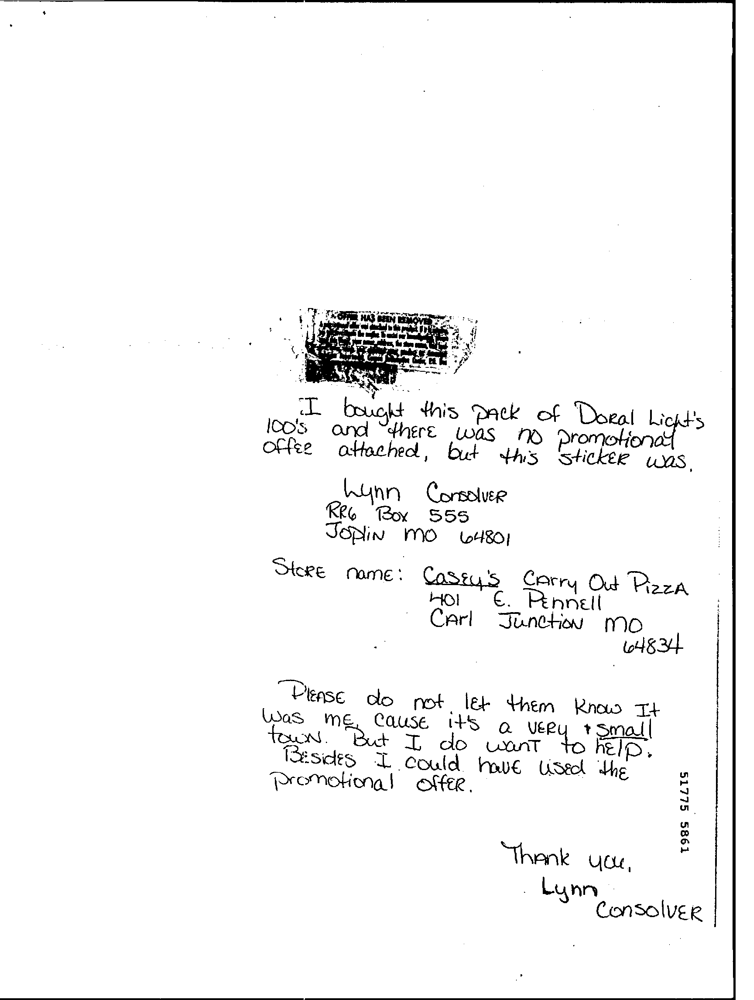 OFFER HAS BEEN REMOVED
I bought this pack of Doral Light's
100's and there was no promotional
offer attached, but this sticker was.
Lynn Consolver
RR6 Box 555
Joplin MO 64801
Store name: Casey's Carry Out Pizza
401 E. Pennell
Carl Junction MO
64834
Please do not let them know It
was me, cause it's a very small
town. But I do want to help.
Besides I could have used the
promotional offer.
51775 5861
Thank you,
Lynn
Consolver